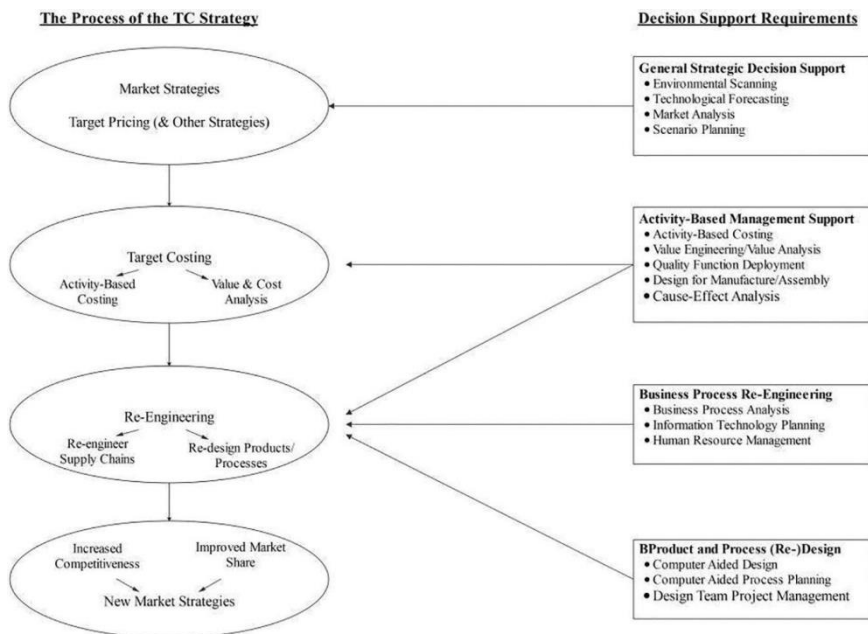 The Process of the TC Strategy
Market Strategies
Target Pricing (& Other Strategies)
Target Costing
Activity-Based
Costing
Value & Cost
Analysis
Re-Engineering
Re-engineer
Supply Chains
Re-design Products/
Processes
Increased
Competitiveness
Improved Market
Share
New Market Strategies
Decision Support Requirements
General Strategic Decision Support
• Environmental Scanning
• Technological Forecasting
• Market Analysis
• Scenario Planning
Activity-Based Management Support
• Activity-Based Costing
• Value Engineering/Value Analysis
• Quality Function Deployment
• Design for Manufacture/Assembly
• Cause-Effect Analysis
Business Process Re-Engineering
• Business Process Analysis
• Information Technology Planning
• Human Resource Management
BProduct and Process (Re-)Design
• Computer Aided Design
• Computer Aided Process Planning
• Design Team Project Management